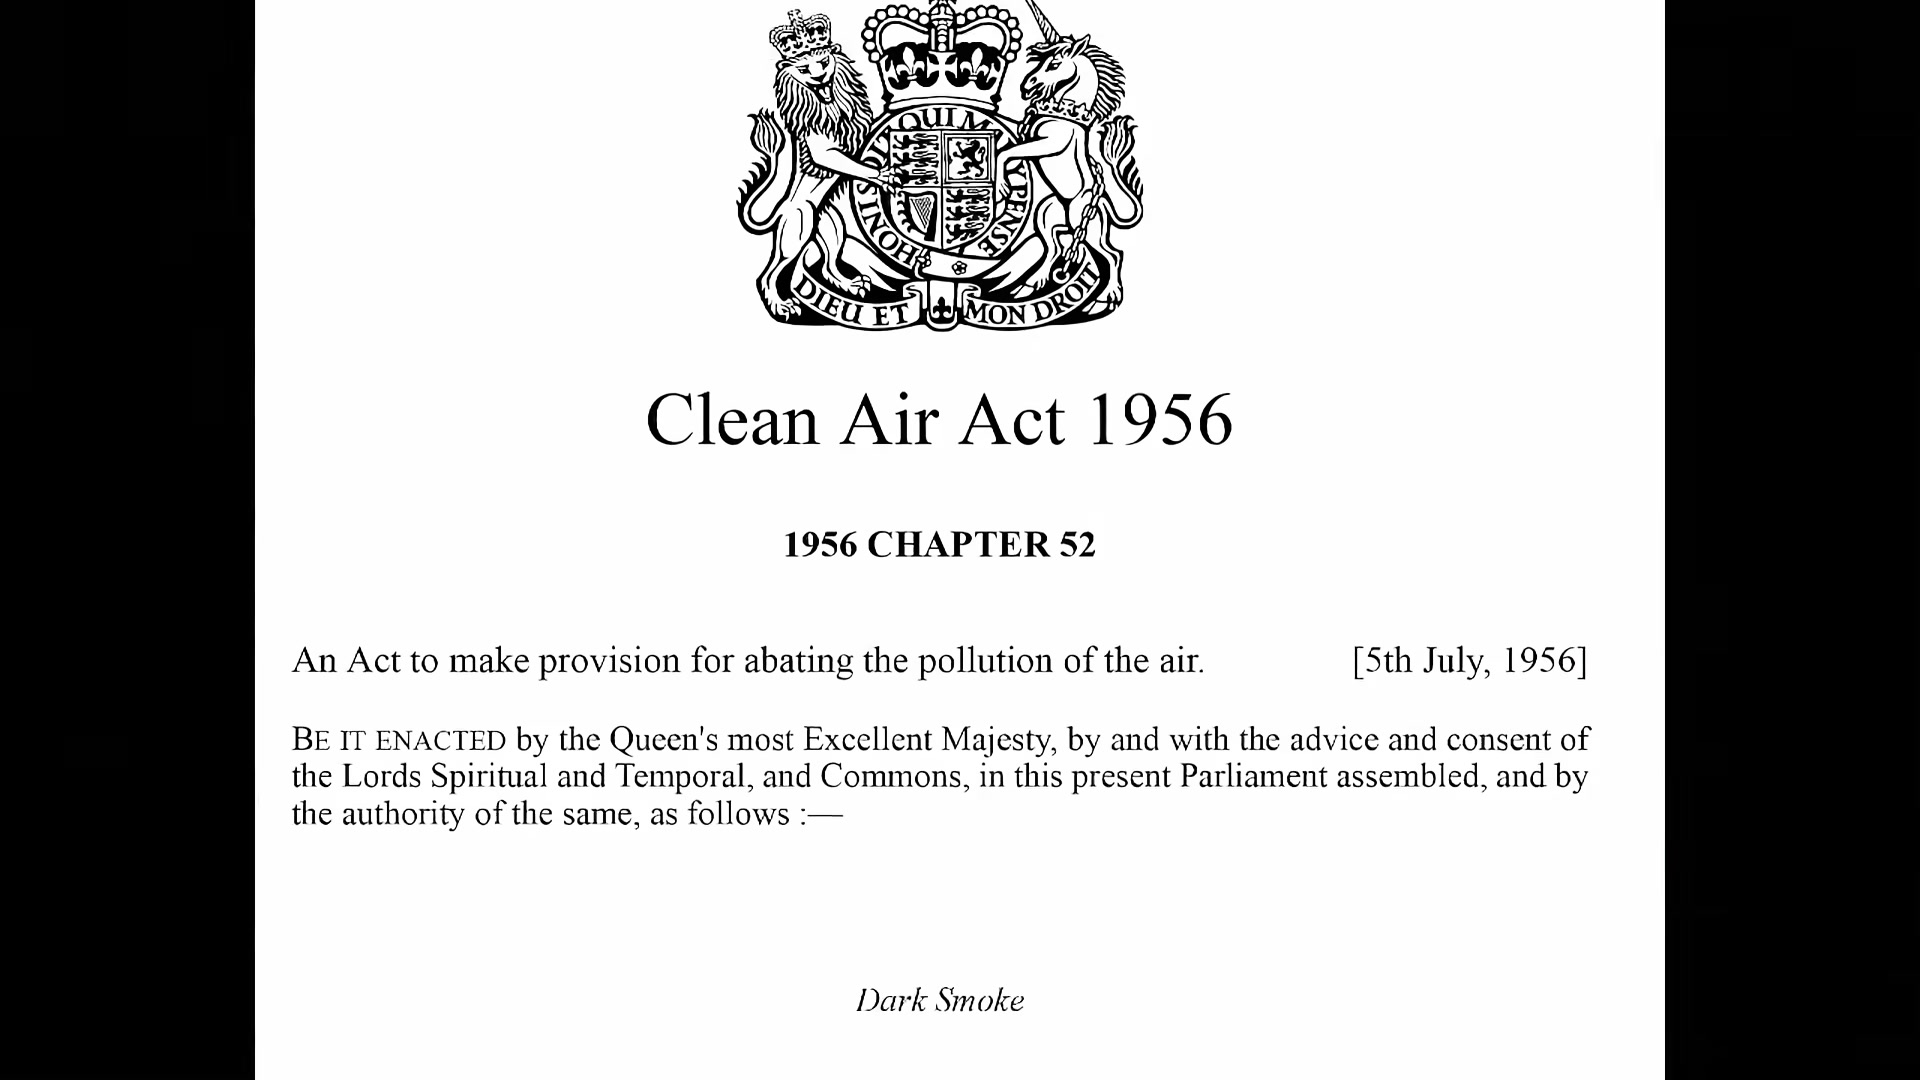 QUI M
HONI S
Y PENSE
DIEU ET MON DROIT
Clean Air Act 1956
1956 CHAPTER 52
An Act to make provision for abating the pollution of the air. [5th July, 1956]
BE IT ENACTED by the Queen's most Excellent Majesty, by and with the advice and consent of
the Lords Spiritual and Temporal, and Commons, in this present Parliament assembled, and by
the authority of the same, as follows :—
Dark Smoke